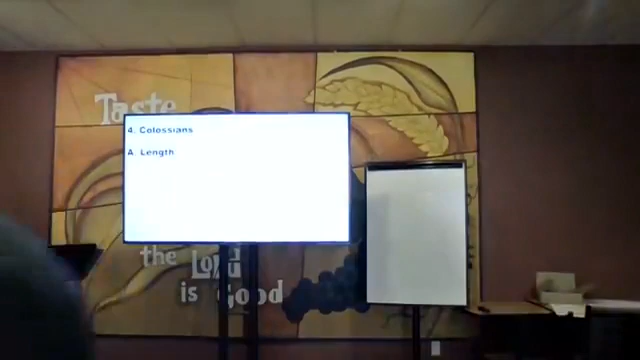 Taste
4. Colossians
A. Length
the Lord
is Good